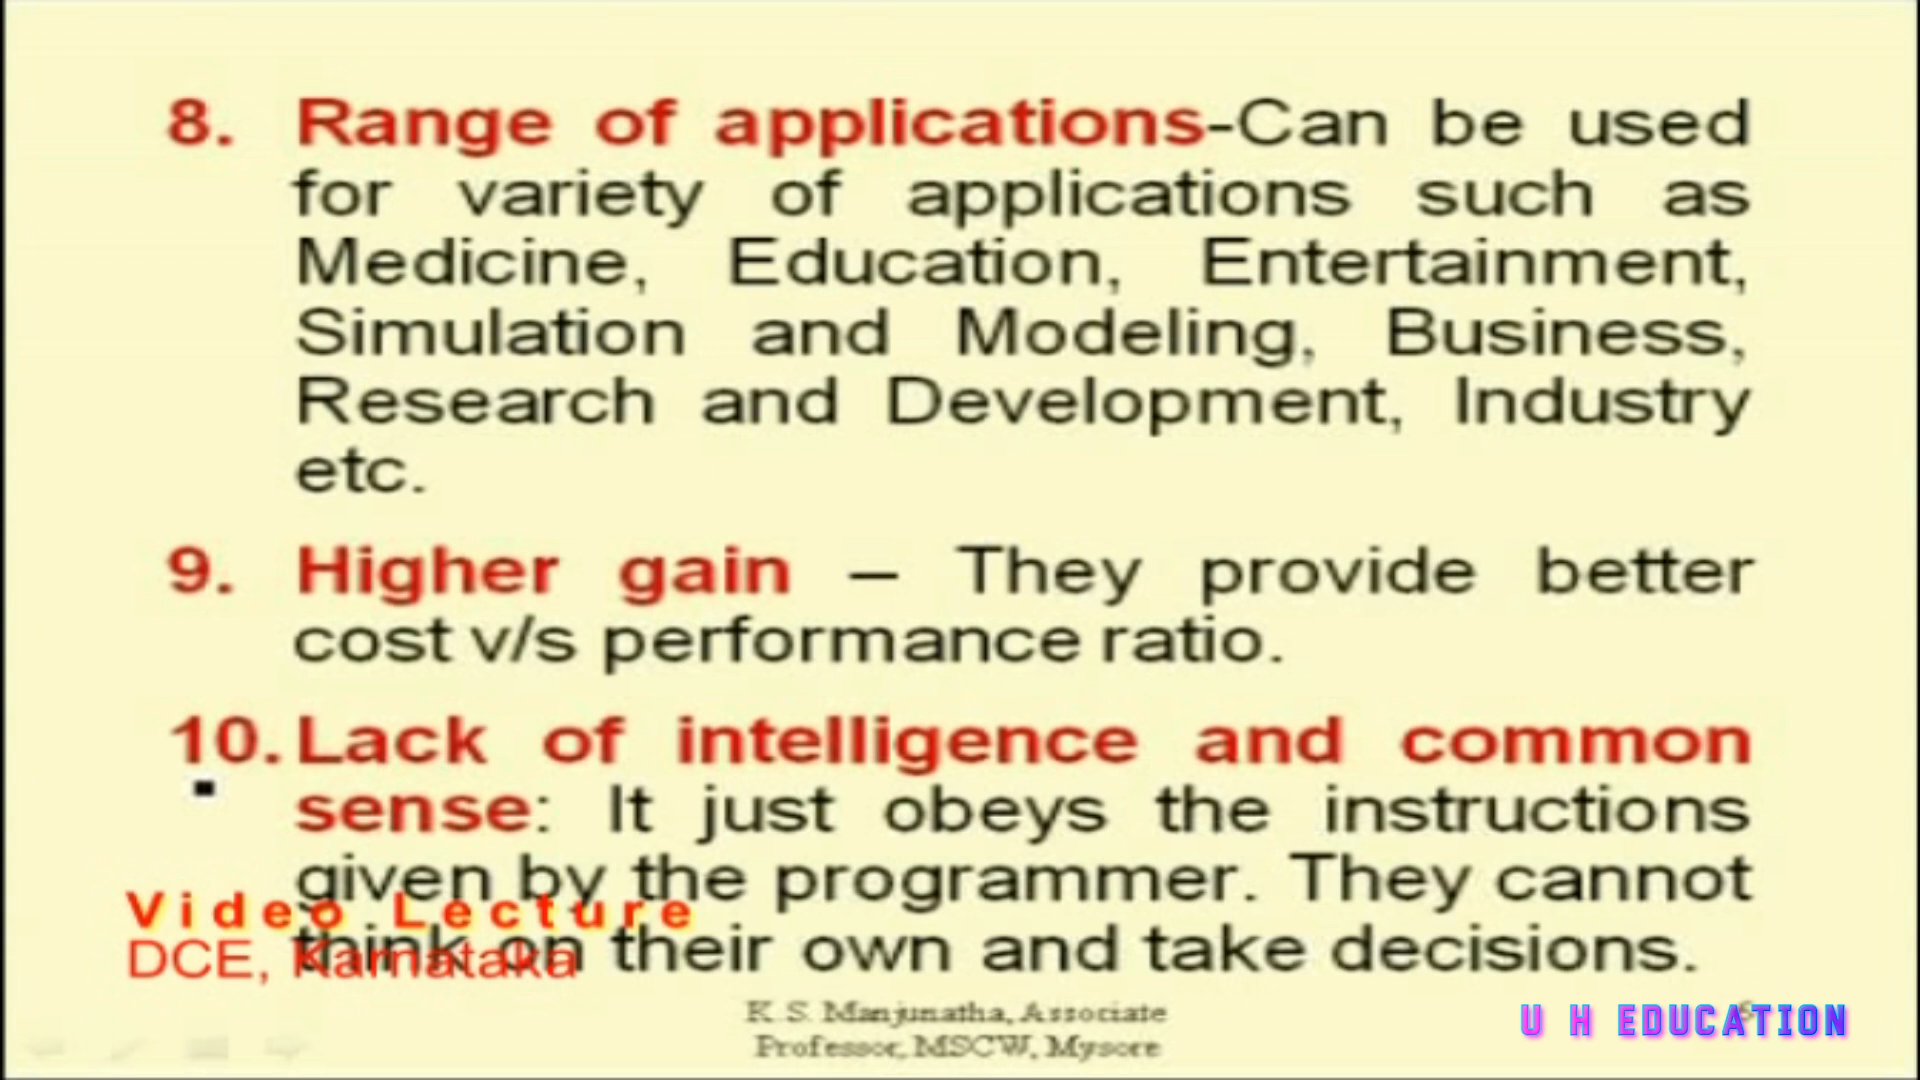 8. Range of applications-Can be used
for variety of applications such as
Medicine, Education, Entertainment,
Simulation and Modeling, Business,
Research and Development, Industry
etc.
9. Higher gain – They provide better
cost v/s performance ratio.
10. Lack of intelligence and common
sense: It just obeys the instructions
given by the programmer. They cannot
think on their own and take decisions.
Video Lecture
DCE, Karnataka
K.S. Manjunatha, Associate
Professor, MSCW, Mysore
U H EDUCATION